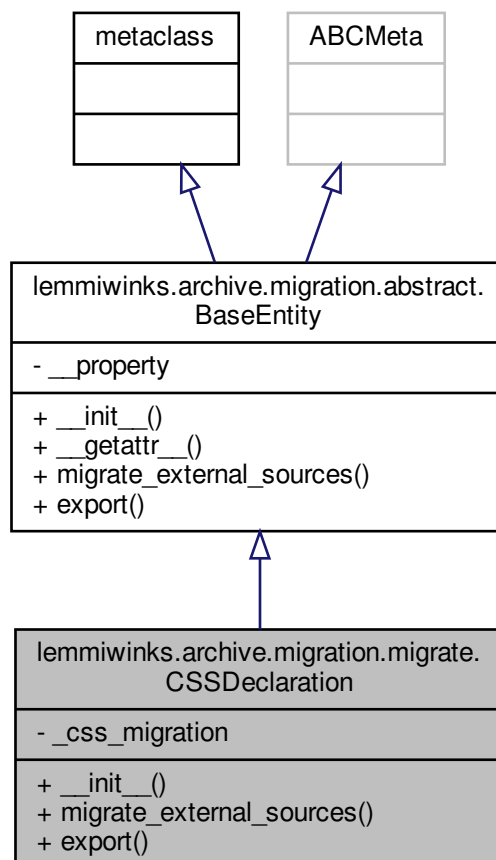 metaclass
ABCMeta
lemmiwinks.archive.migration.abstract.
BaseEntity
- __property
+ __init__()
+ __getattr__()
+ migrate_external_sources()
+ export()
lemmiwinks.archive.migration.migrate.
CSSDeclaration
- _css_migration
+ __init__()
+ migrate_external_sources()
+ export()